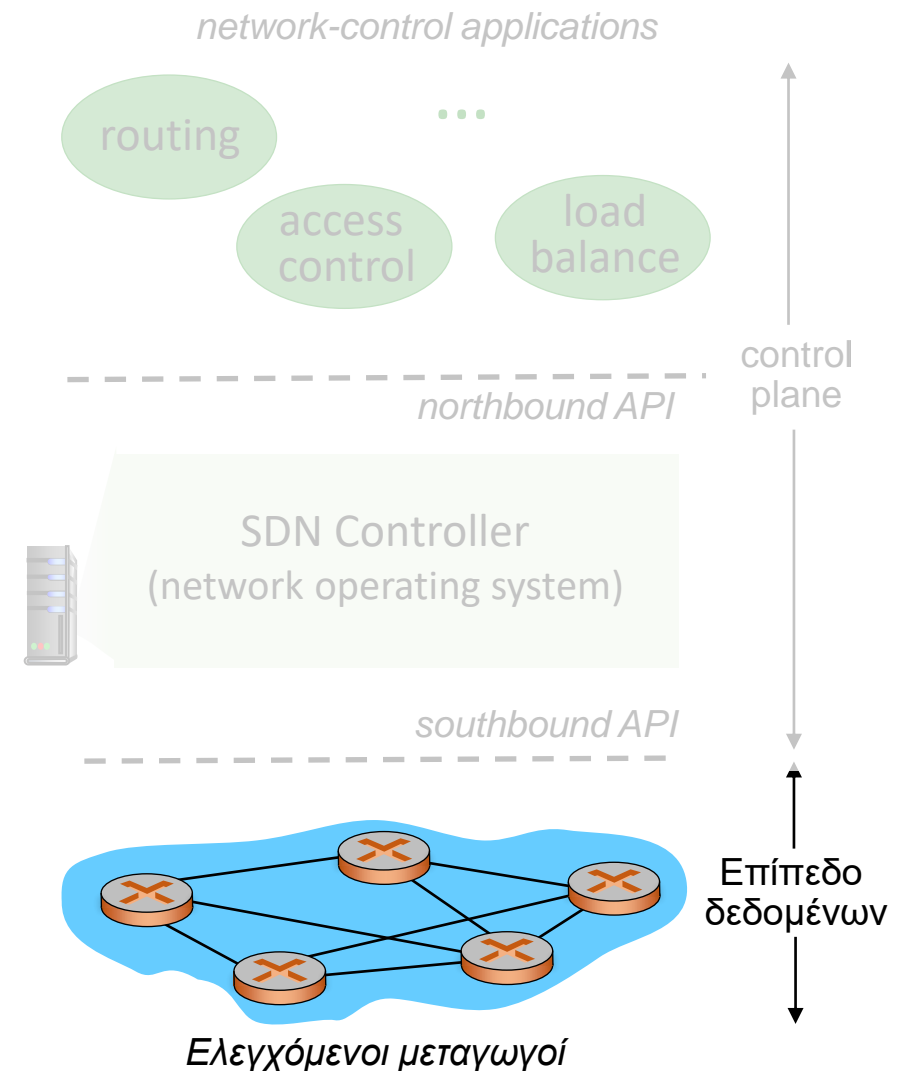 network-control applications
routing
...
access
control
load
balance
control
plane
northbound API
SDN Controller
(network operating system)
southbound API
Επίπεδο
δεδομένων
Ελεγχόμενοι μεταγωγοί